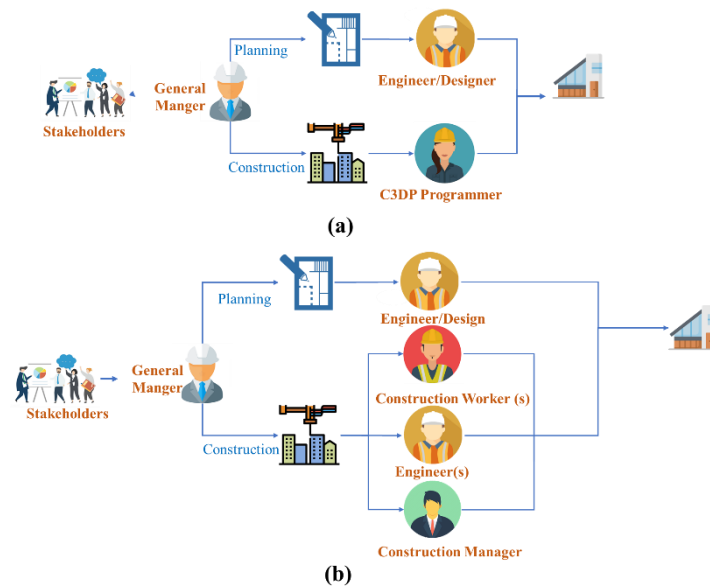 Planning
General
Manger
Stakeholders
Engineer/Designer
Construction
C3DP Programmer
(a)
Planning
Engineer/Design
General
Manger
Stakeholders
Construction Worker (s)
Construction
Engineer(s)
Construction Manager
(b)